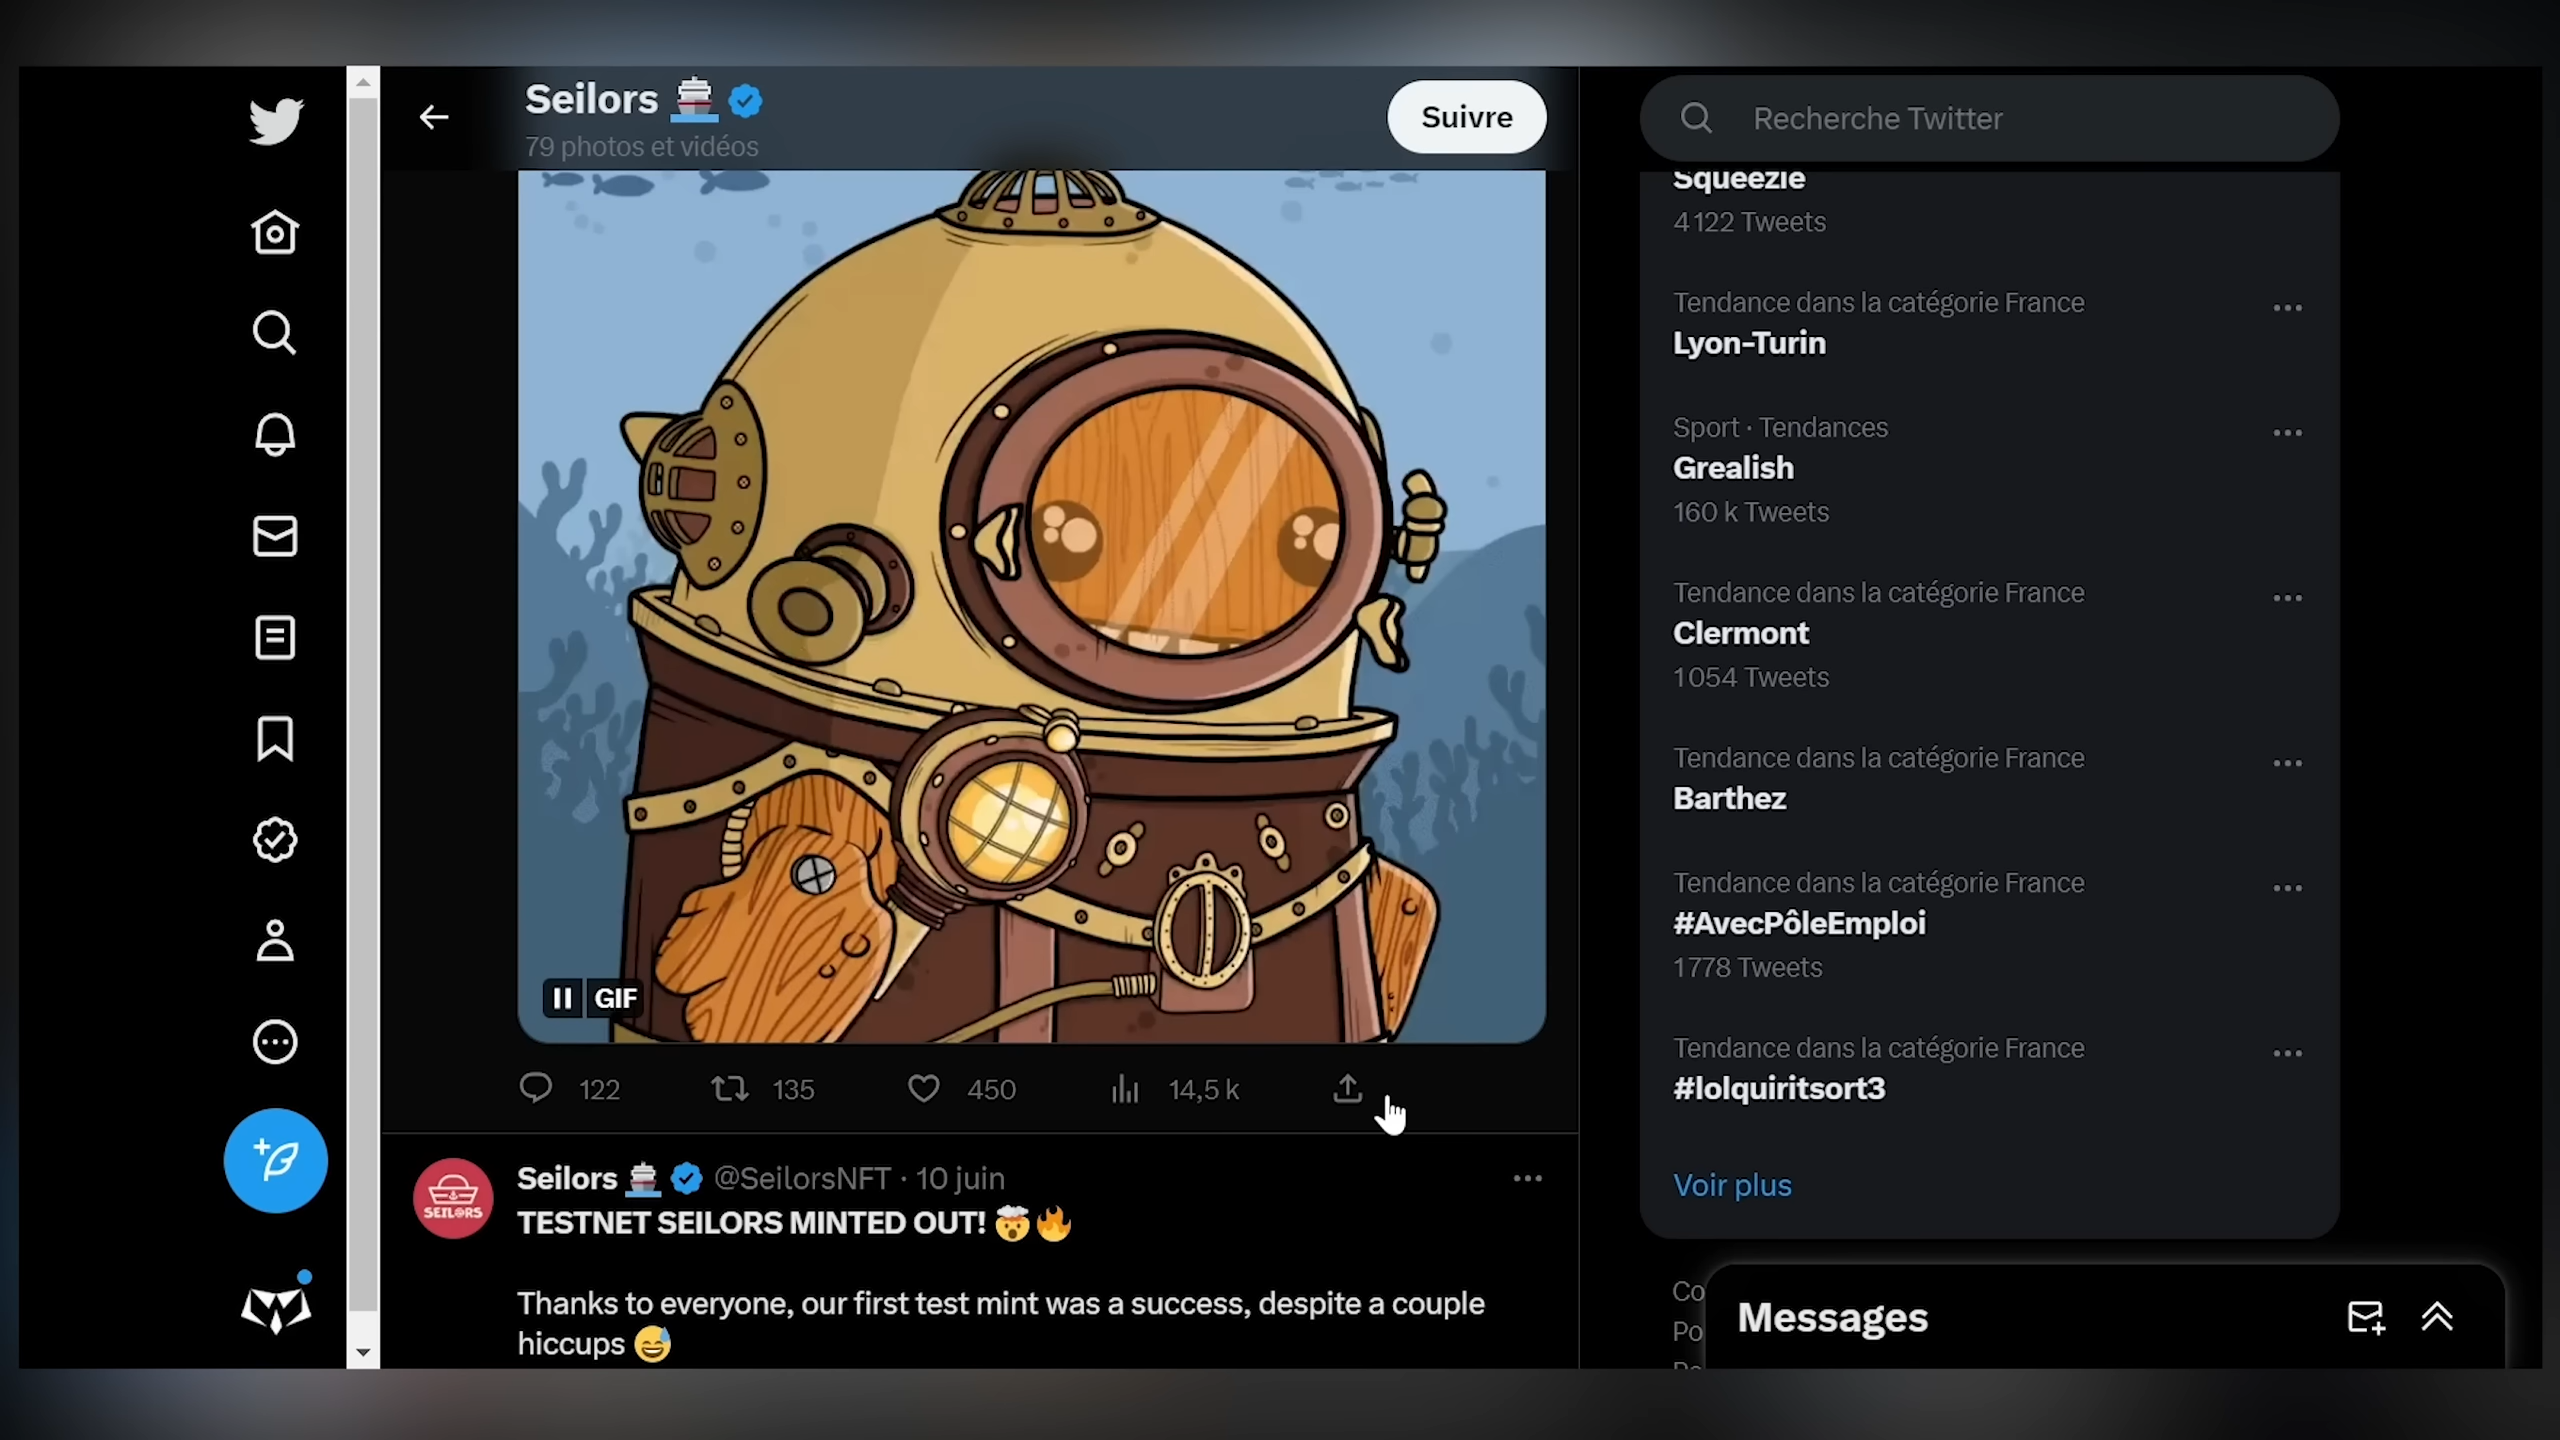 Seilors
79 photos et vidéos
Suivre
GIF
122
135
450
14,5 k
SEILORS
Seilors @SeilorsNFT · 10 juin
TESTNET SEILORS MINTED OUT! 🤯🔥
Thanks to everyone, our first test mint was a success, despite a couple
hiccups 😅
Recherche Twitter
Squeezie
4 122 Tweets
Tendance dans la catégorie France
Lyon-Turin
Sport · Tendances
Grealish
160 k Tweets
Tendance dans la catégorie France
Clermont
1 054 Tweets
Tendance dans la catégorie France
Barthez
Tendance dans la catégorie France
#AvecPôleEmploi
1 778 Tweets
Tendance dans la catégorie France
#lolquiritsort3
Voir plus
Co
Po
Messages